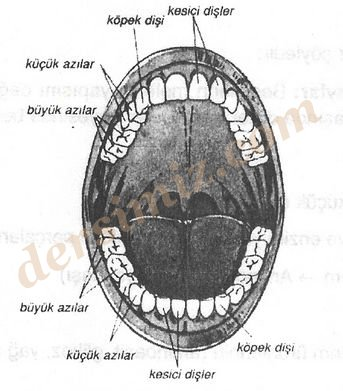 kesici dişler
köpek dişi
küçük azılar
büyük azılar
dersimiz.com
büyük azılar
köpek dişi
küçük azılar
kesici dişler